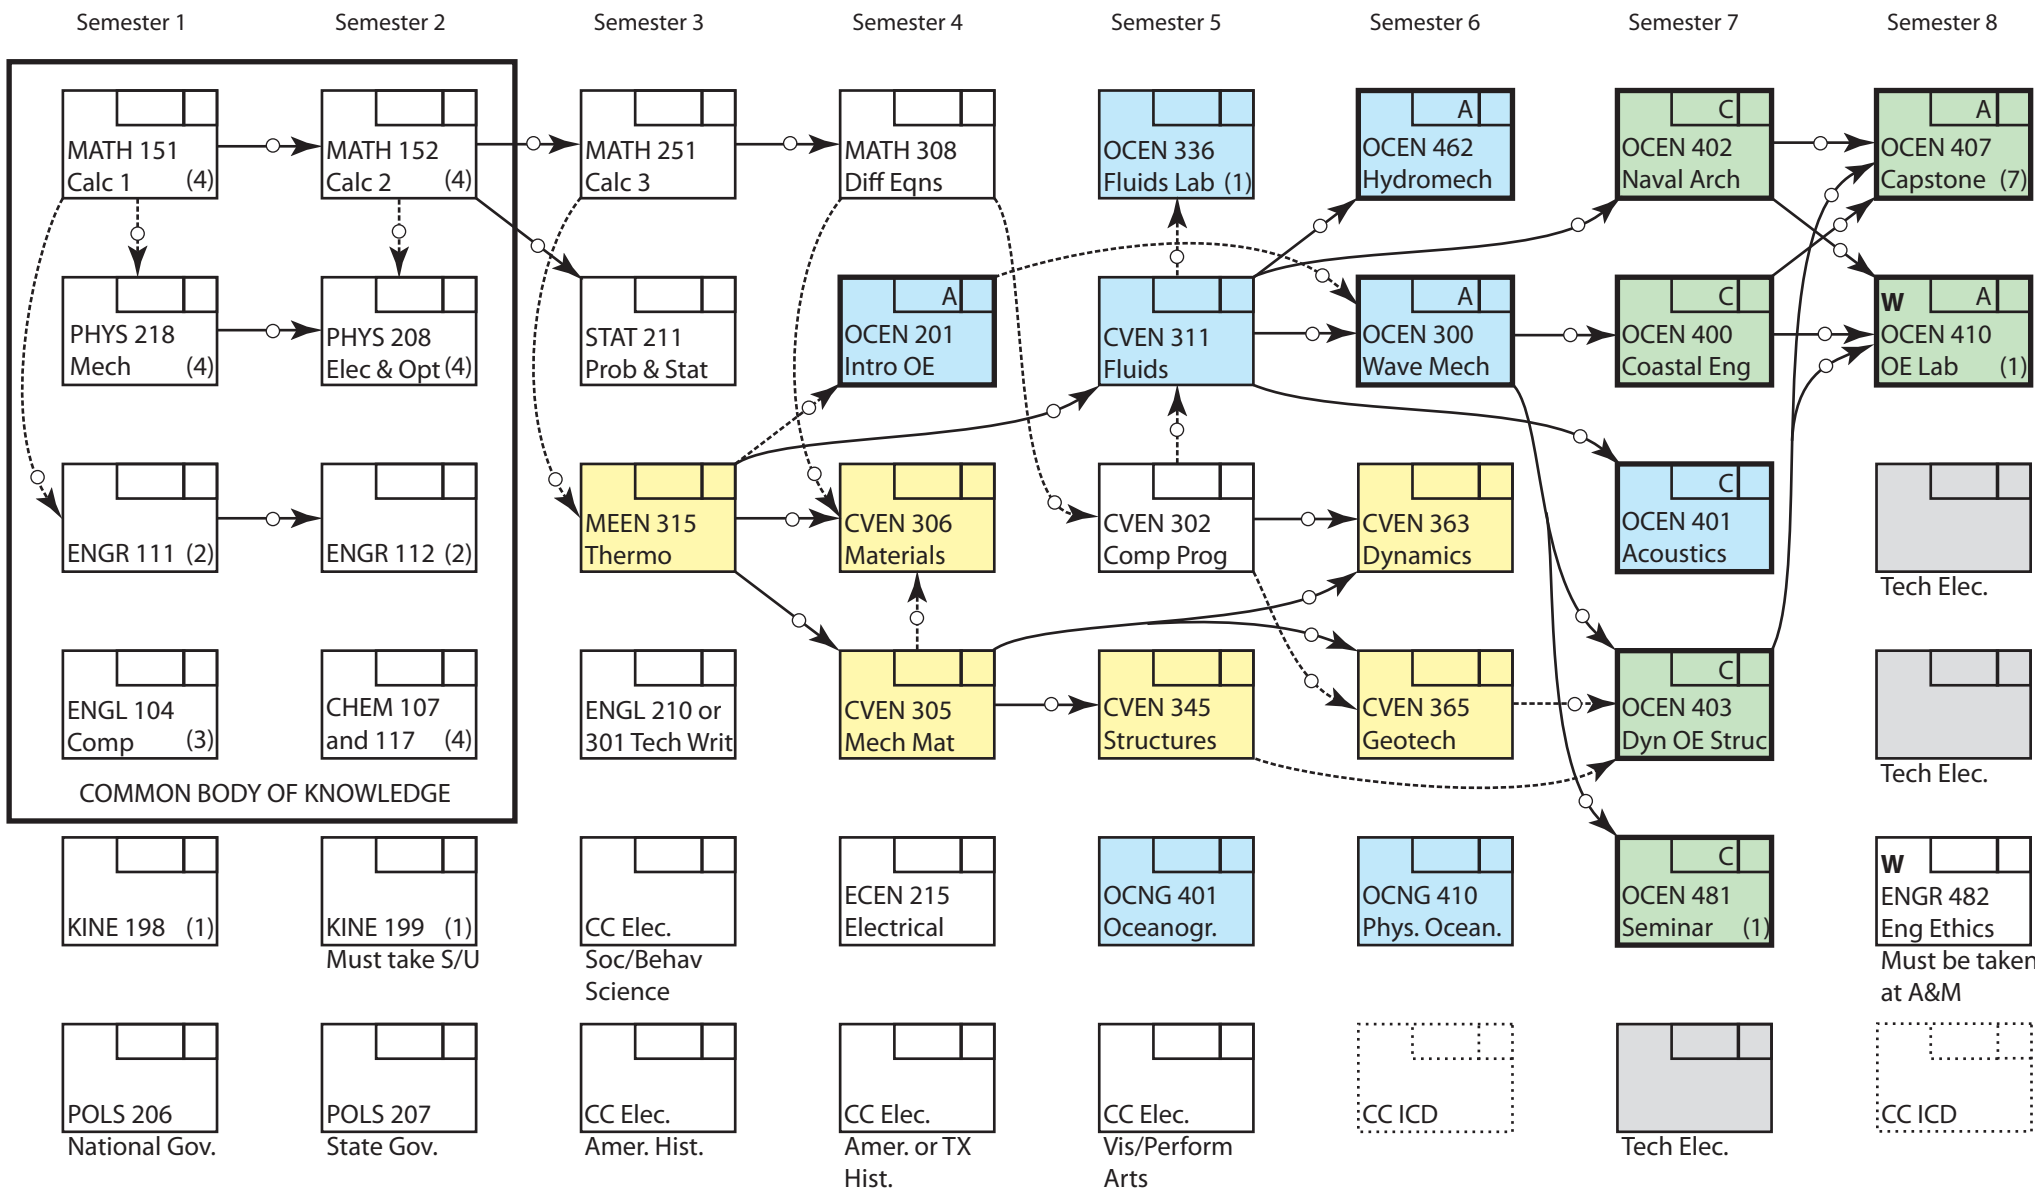 Semester 1
Semester 2
Semester 3
Semester 4
Semester 5
Semester 6
Semester 7
Semester 8
MATH 151
Calc 1 (4)
MATH 152
Calc 2 (4)
MATH 251
Calc 3
MATH 308
Diff Eqns
OCEN 336
Fluids Lab (1)
A
OCEN 462
Hydromech
C
OCEN 402
Naval Arch
A
OCEN 407
Capstone (7)
PHYS 218
Mech (4)
PHYS 208
Elec & Opt (4)
STAT 211
Prob & Stat
A
OCEN 201
Intro OE
CVEN 311
Fluids
A
OCEN 300
Wave Mech
C
OCEN 400
Coastal Eng
W A
OCEN 410
OE Lab (1)
ENGR 111 (2)
ENGR 112 (2)
MEEN 315
Thermo
CVEN 306
Materials
CVEN 302
Comp Prog
CVEN 363
Dynamics
C
OCEN 401
Acoustics
Tech Elec.
ENGL 104
Comp (3)
CHEM 107
and 117 (4)
ENGL 210 or
301 Tech Writ
CVEN 305
Mech Mat
CVEN 345
Structures
CVEN 365
Geotech
C
OCEN 403
Dyn OE Struc
Tech Elec.
COMMON BODY OF KNOWLEDGE
KINE 198 (1)
KINE 199 (1)
Must take S/U
CC Elec.
Soc/Behav
Science
ECEN 215
Electrical
OCNG 401
Oceanogr.
OCNG 410
Phys. Ocean.
C
OCEN 481
Seminar (1)
W
ENGR 482
Eng Ethics
Must be taken
at A&M
POLS 206
National Gov.
POLS 207
State Gov.
CC Elec.
Amer. Hist.
CC Elec.
Amer. or TX
Hist.
CC Elec.
Vis/Perform
Arts
CC ICD
Tech Elec.
CC ICD